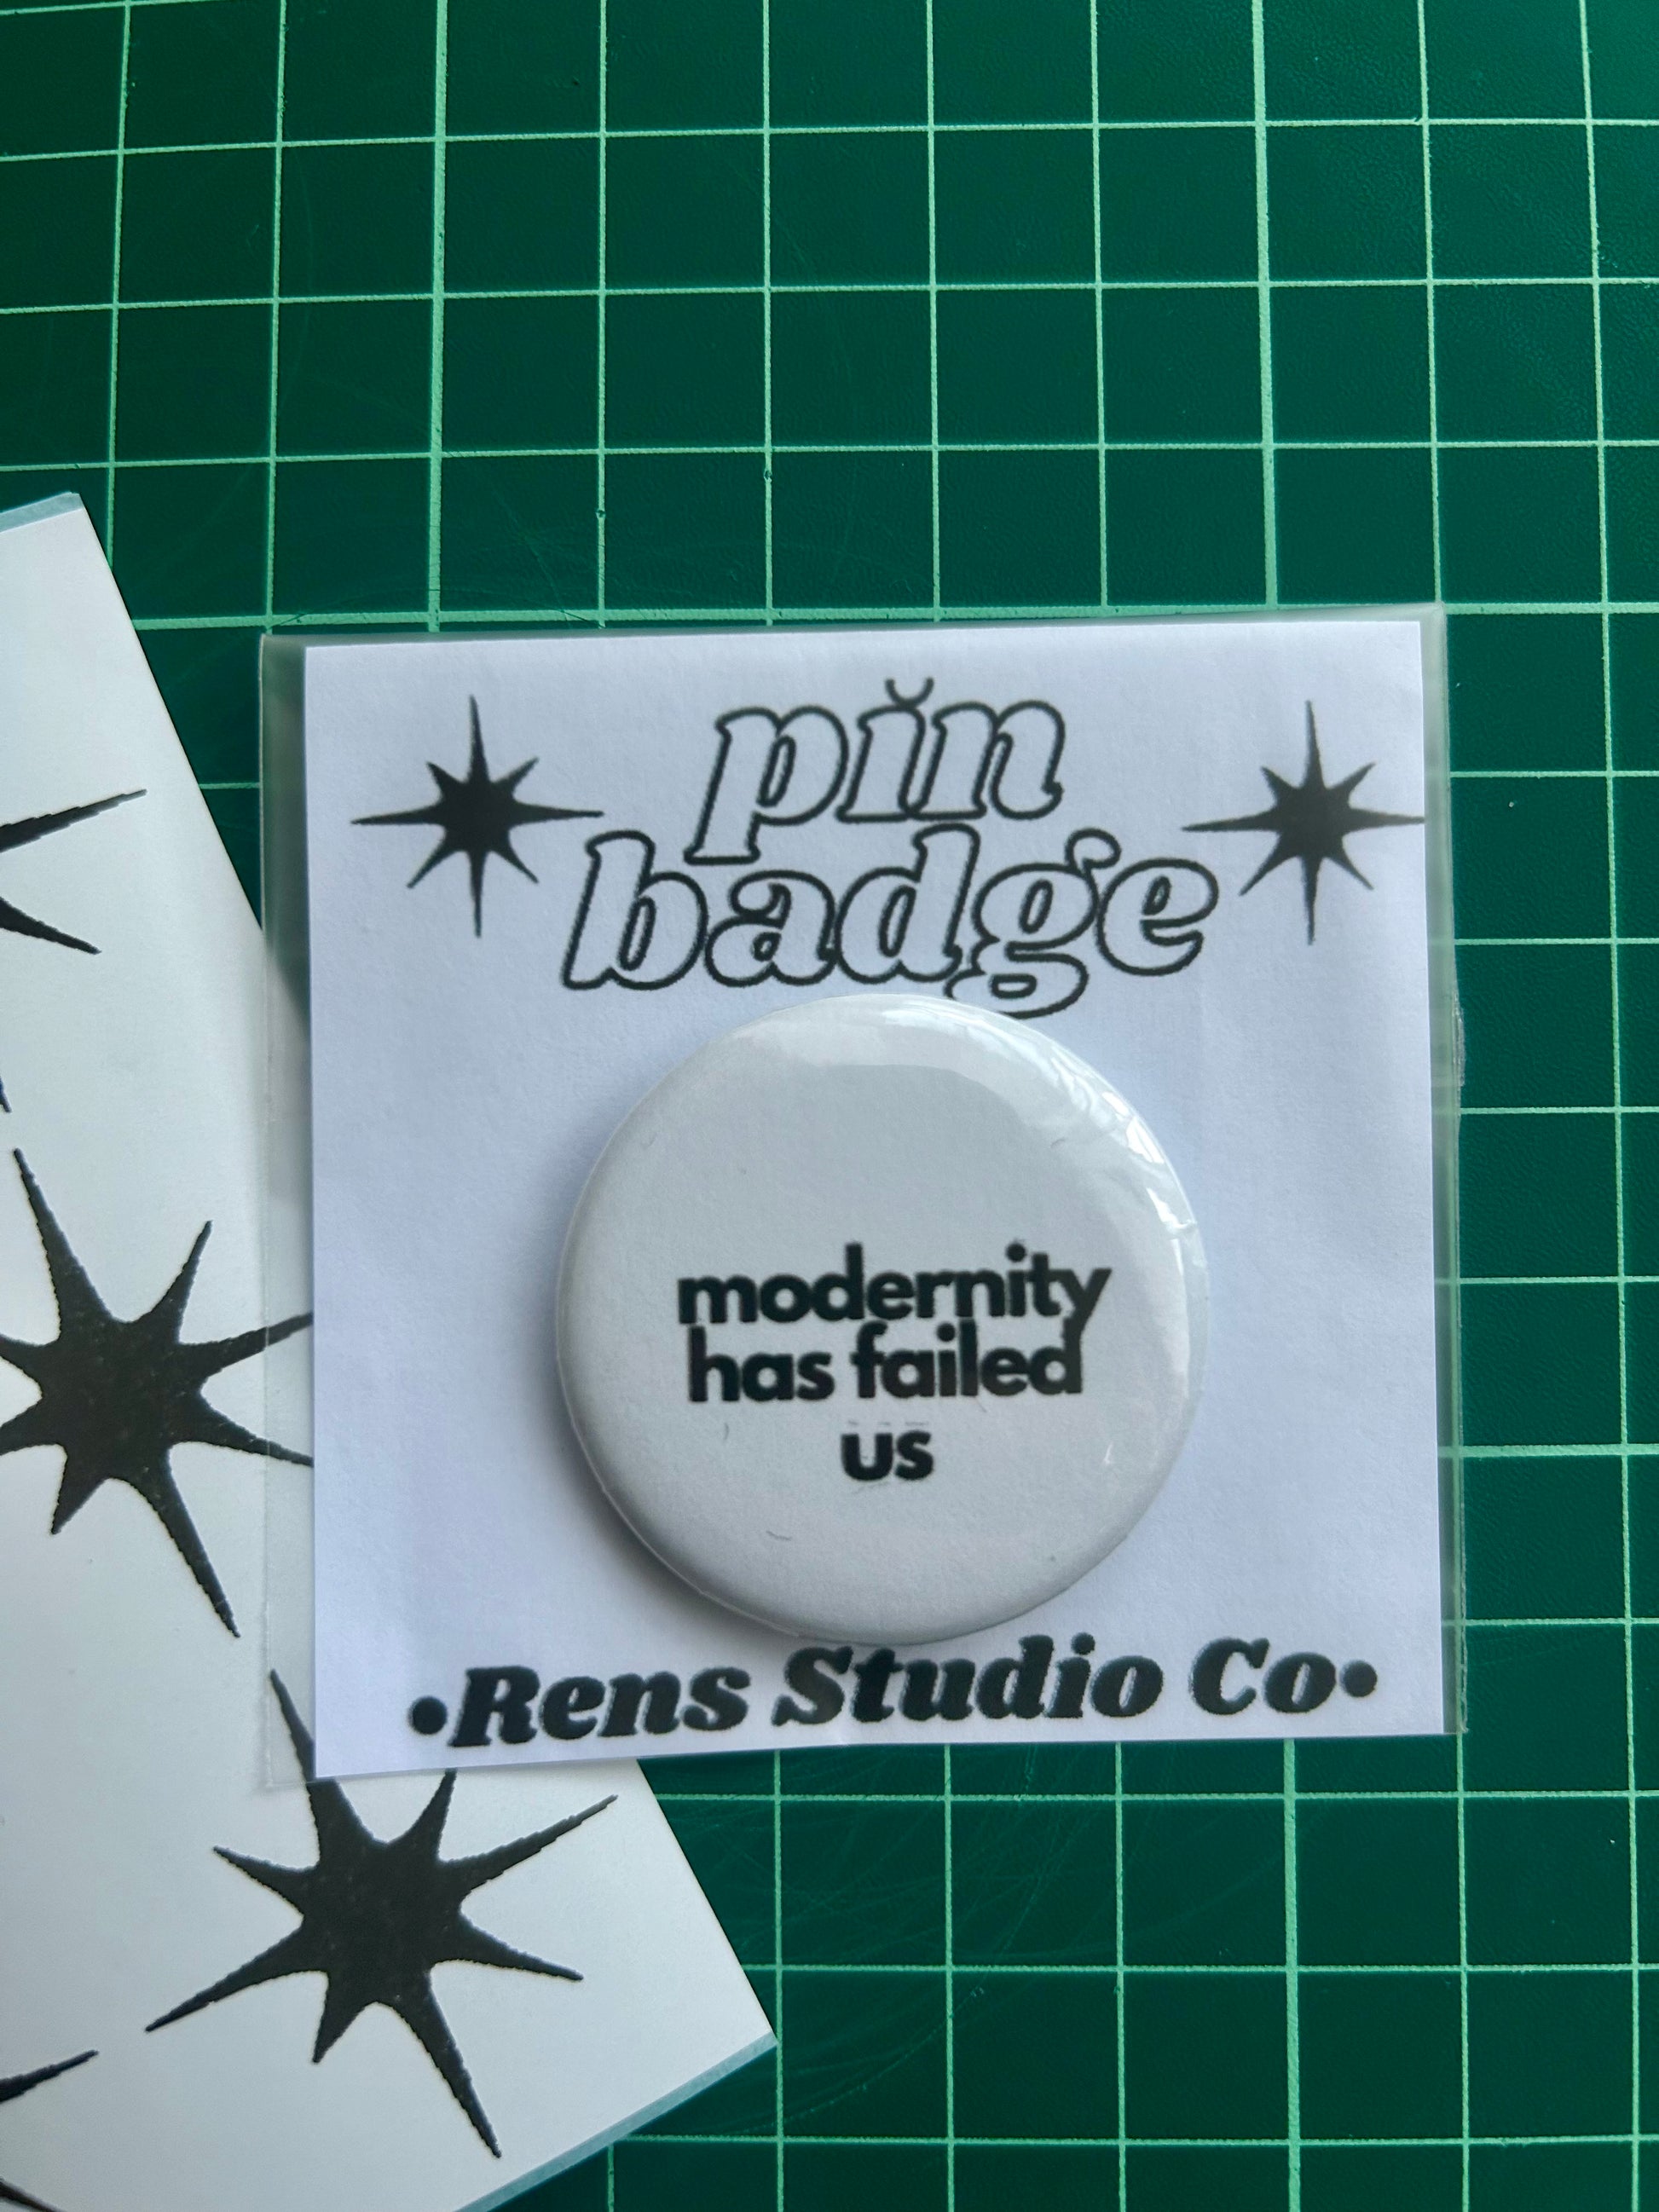 pin
badge
modernity
has failed
us
•Rens Studio Co•